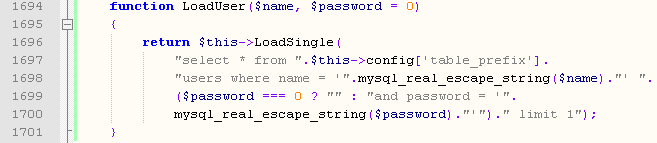 1694 function LoadUser($name, $password = 0)
1695 {
1696 return $this->LoadSingle(
1697 "select * from ".$this->config['table_prefix'].
1698 "users where name = '".mysql_real_escape_string($name)."' ".
1699 ($password === 0 ? "" : "and password = '".
1700 mysql_real_escape_string($password)."'")." limit 1");
1701 }